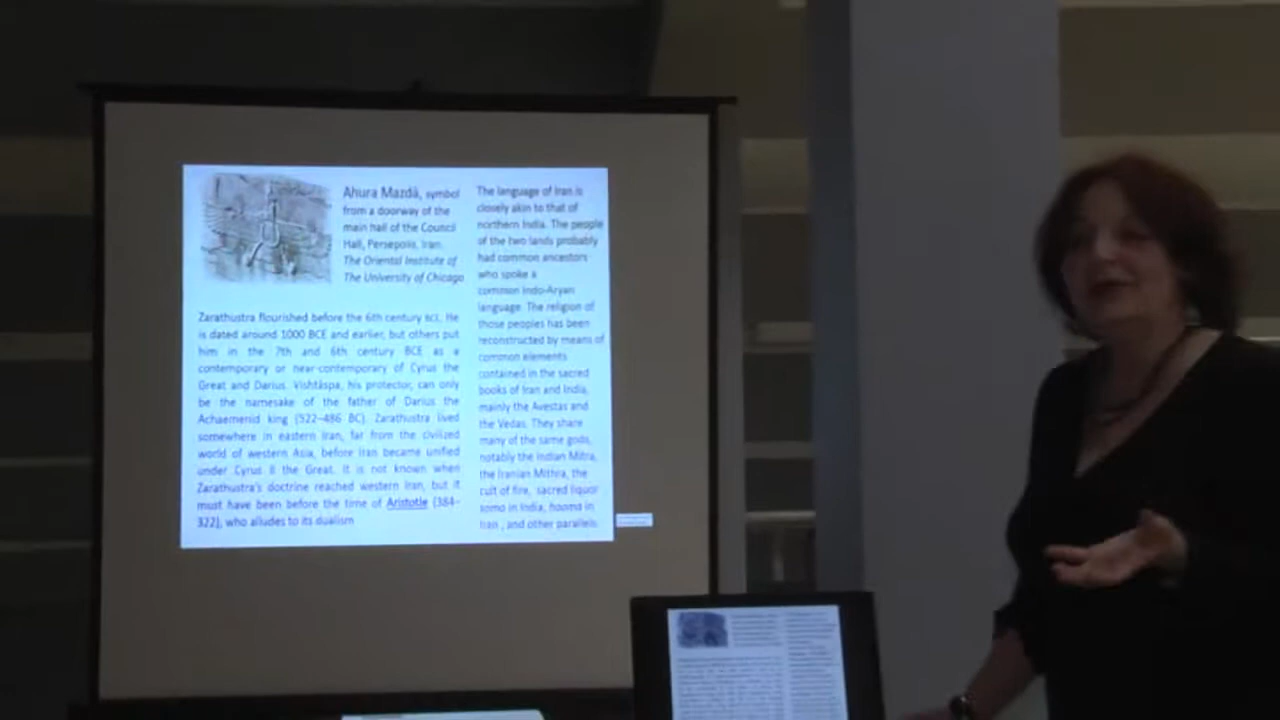 Ahura Mazdā, symbol
from a doorway of the
main hall of the Council
Hall, Persepolis, Iran.
The Oriental Institute of
The University of Chicago
Zarathustra flourished before the 6th century BCE. He
is dated around 1000 BCE and earlier, but others put
him in the 7th and 6th century BCE as a
contemporary or near-contemporary of Cyrus the
Great and Darius. Vishtāspa, his protector, can only
be the namesake of the father of Darius the
Achaemenid king (522–486 BC). Zarathustra lived
somewhere in eastern Iran, far from the civilized
world of western Asia, before Iran became unified
under Cyrus II the Great. It is not known when
Zarathustra's doctrine reached western Iran, but it
must have been before the time of Aristotle (384–
322), who alludes to its dualism
The language of Iran is
closely akin to that of
northern India. The people
of the two lands probably
had common ancestors
who spoke a
common Indo-Aryan
language. The religion of
those peoples has been
reconstructed by means of
common elements
contained in the sacred
books of Iran and India,
mainly the Avestas and
the Vedas. They share
many of the same gods,
notably the Indian Mitra,
the Iranian Mithra, the
cult of fire, sacred liquor
soma in India, haoma in
Iran , and other parallels